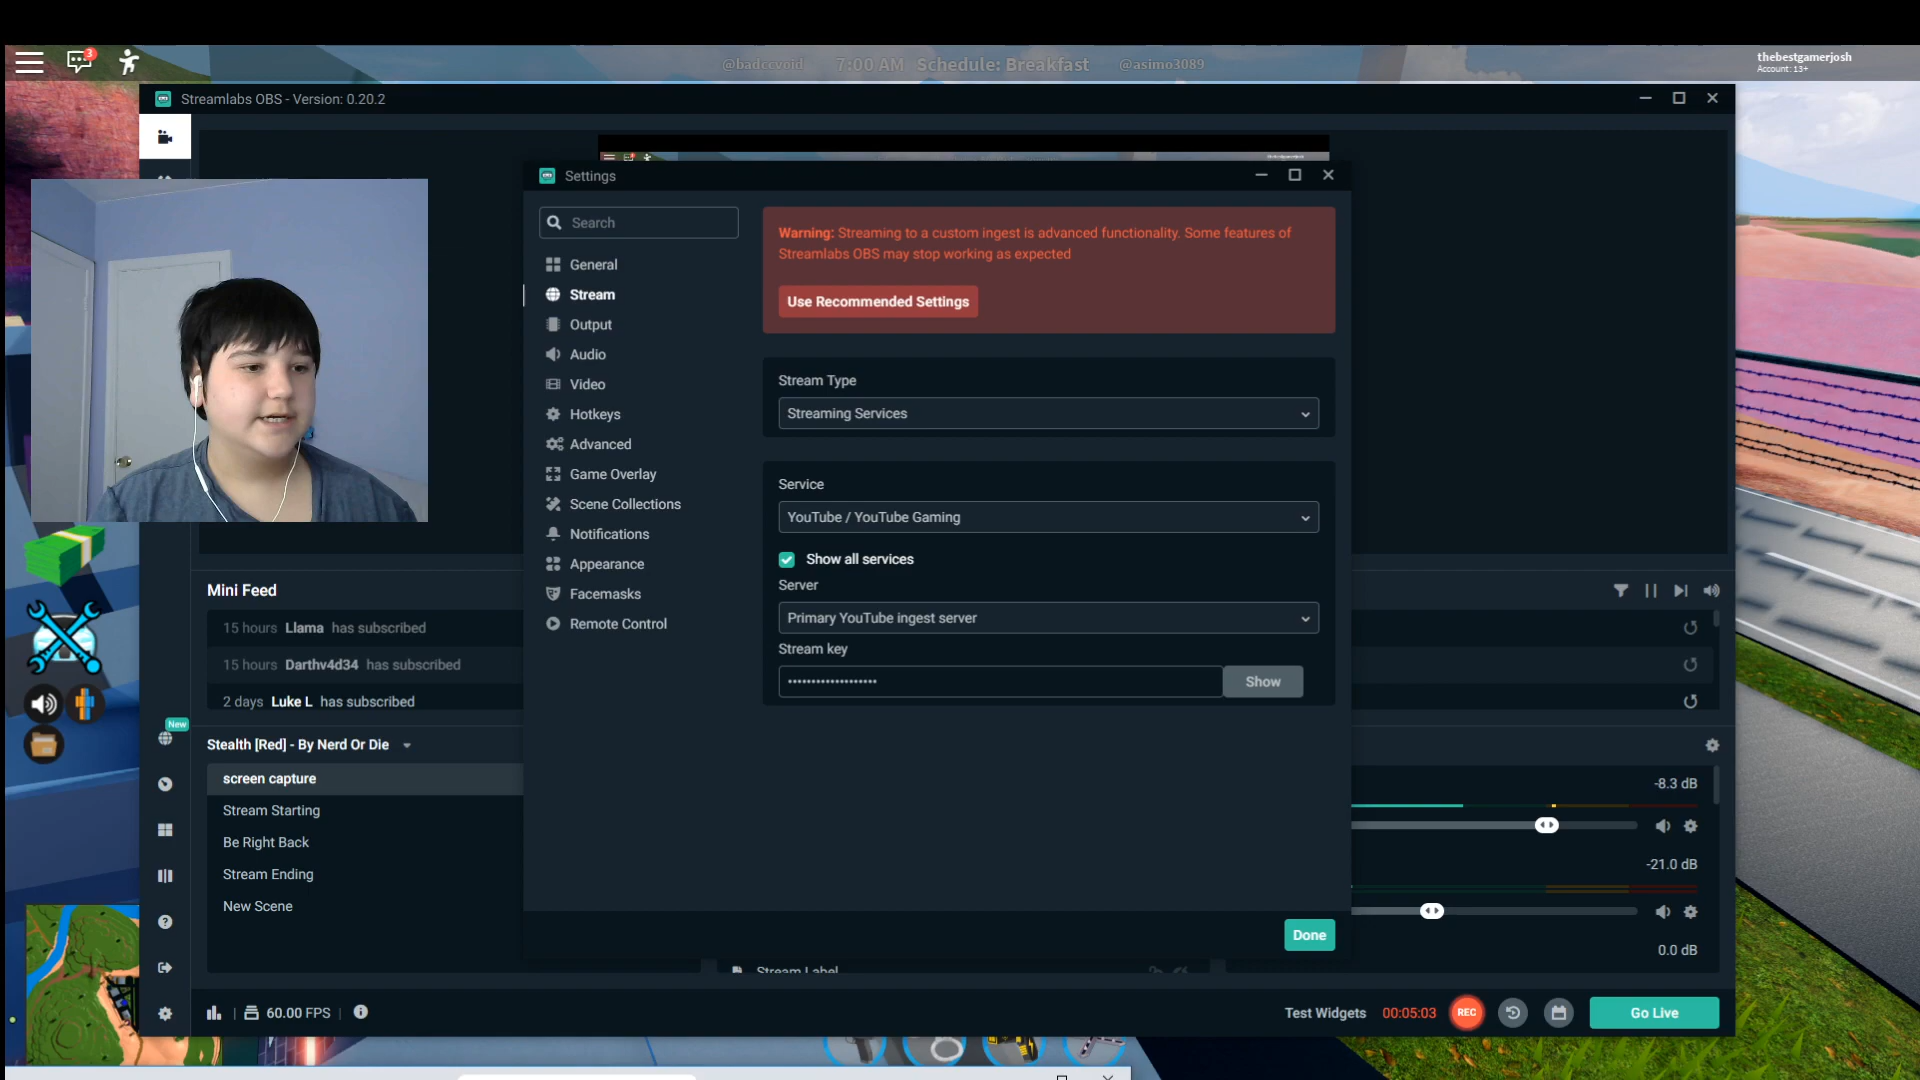 3
@badccvoid 7:00 AM Schedule: Breakfast @asimo3089
thebestgamerjosh
Account: 13+
Streamlabs OBS - Version: 0.20.2
Settings
Search
General
Stream
Output
Audio
Video
Hotkeys
Advanced
Game Overlay
Scene Collections
Notifications
Appearance
Facemasks
Remote Control
Warning: Streaming to a custom ingest is advanced functionality. Some features of
Streamlabs OBS may stop working as expected
Use Recommended Settings
Stream Type
Streaming Services
Service
YouTube / YouTube Gaming
Show all services
Server
Primary YouTube ingest server
Stream key
••••••••••••••••••• Show
Done
Mini Feed
15 hours Llama has subscribed
15 hours Darthv4d34 has subscribed
2 days Luke L has subscribed
New
Stealth [Red] - By Nerd Or Die
screen capture
Stream Starting
Be Right Back
Stream Ending
New Scene
Stream Label
-8.3 dB
-21.0 dB
0.0 dB
60.00 FPS
Test Widgets 00:05:03 REC Go Live